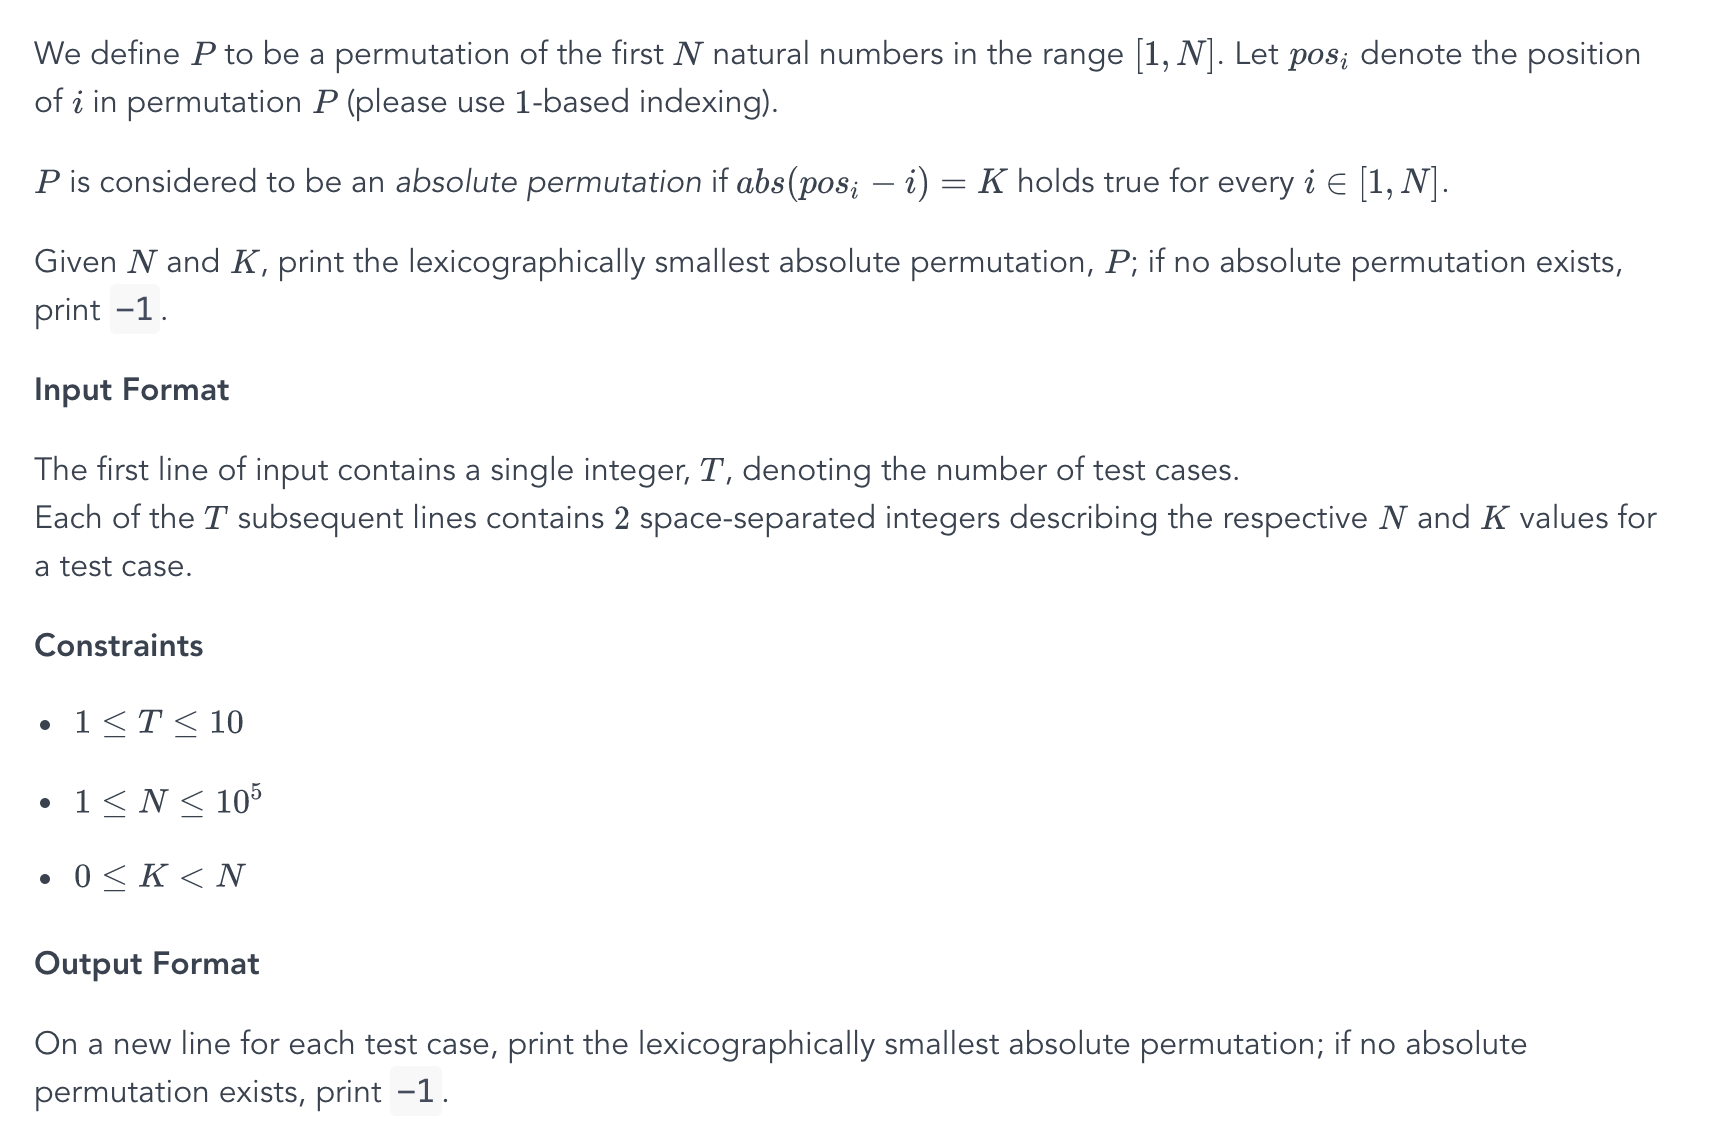 We define P to be a permutation of the first N natural numbers in the range [1, N]. Let pos_i denote the position
of i in permutation P (please use 1-based indexing).
P is considered to be an absolute permutation if abs(pos_i − i) = K holds true for every i ∈ [1, N].
Given N and K, print the lexicographically smallest absolute permutation, P; if no absolute permutation exists,
print −1.
Input Format
The first line of input contains a single integer, T, denoting the number of test cases.
Each of the T subsequent lines contains 2 space-separated integers describing the respective N and K values for
a test case.
Constraints
• 1 ≤ T ≤ 10
• 1 ≤ N ≤ 10^5
• 0 ≤ K < N
Output Format
On a new line for each test case, print the lexicographically smallest absolute permutation; if no absolute
permutation exists, print −1.